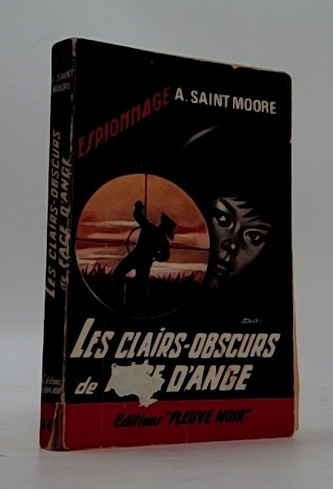 A. SAINT
MOORE
LES CLAIRS-OBSCURS
de FACE D'ANGE
ESPIONNAGE
A. SAINT MOORE
LES CLAIRS-OBSCURS
de D'ANGE
Editions "FLEUVE NOIR"